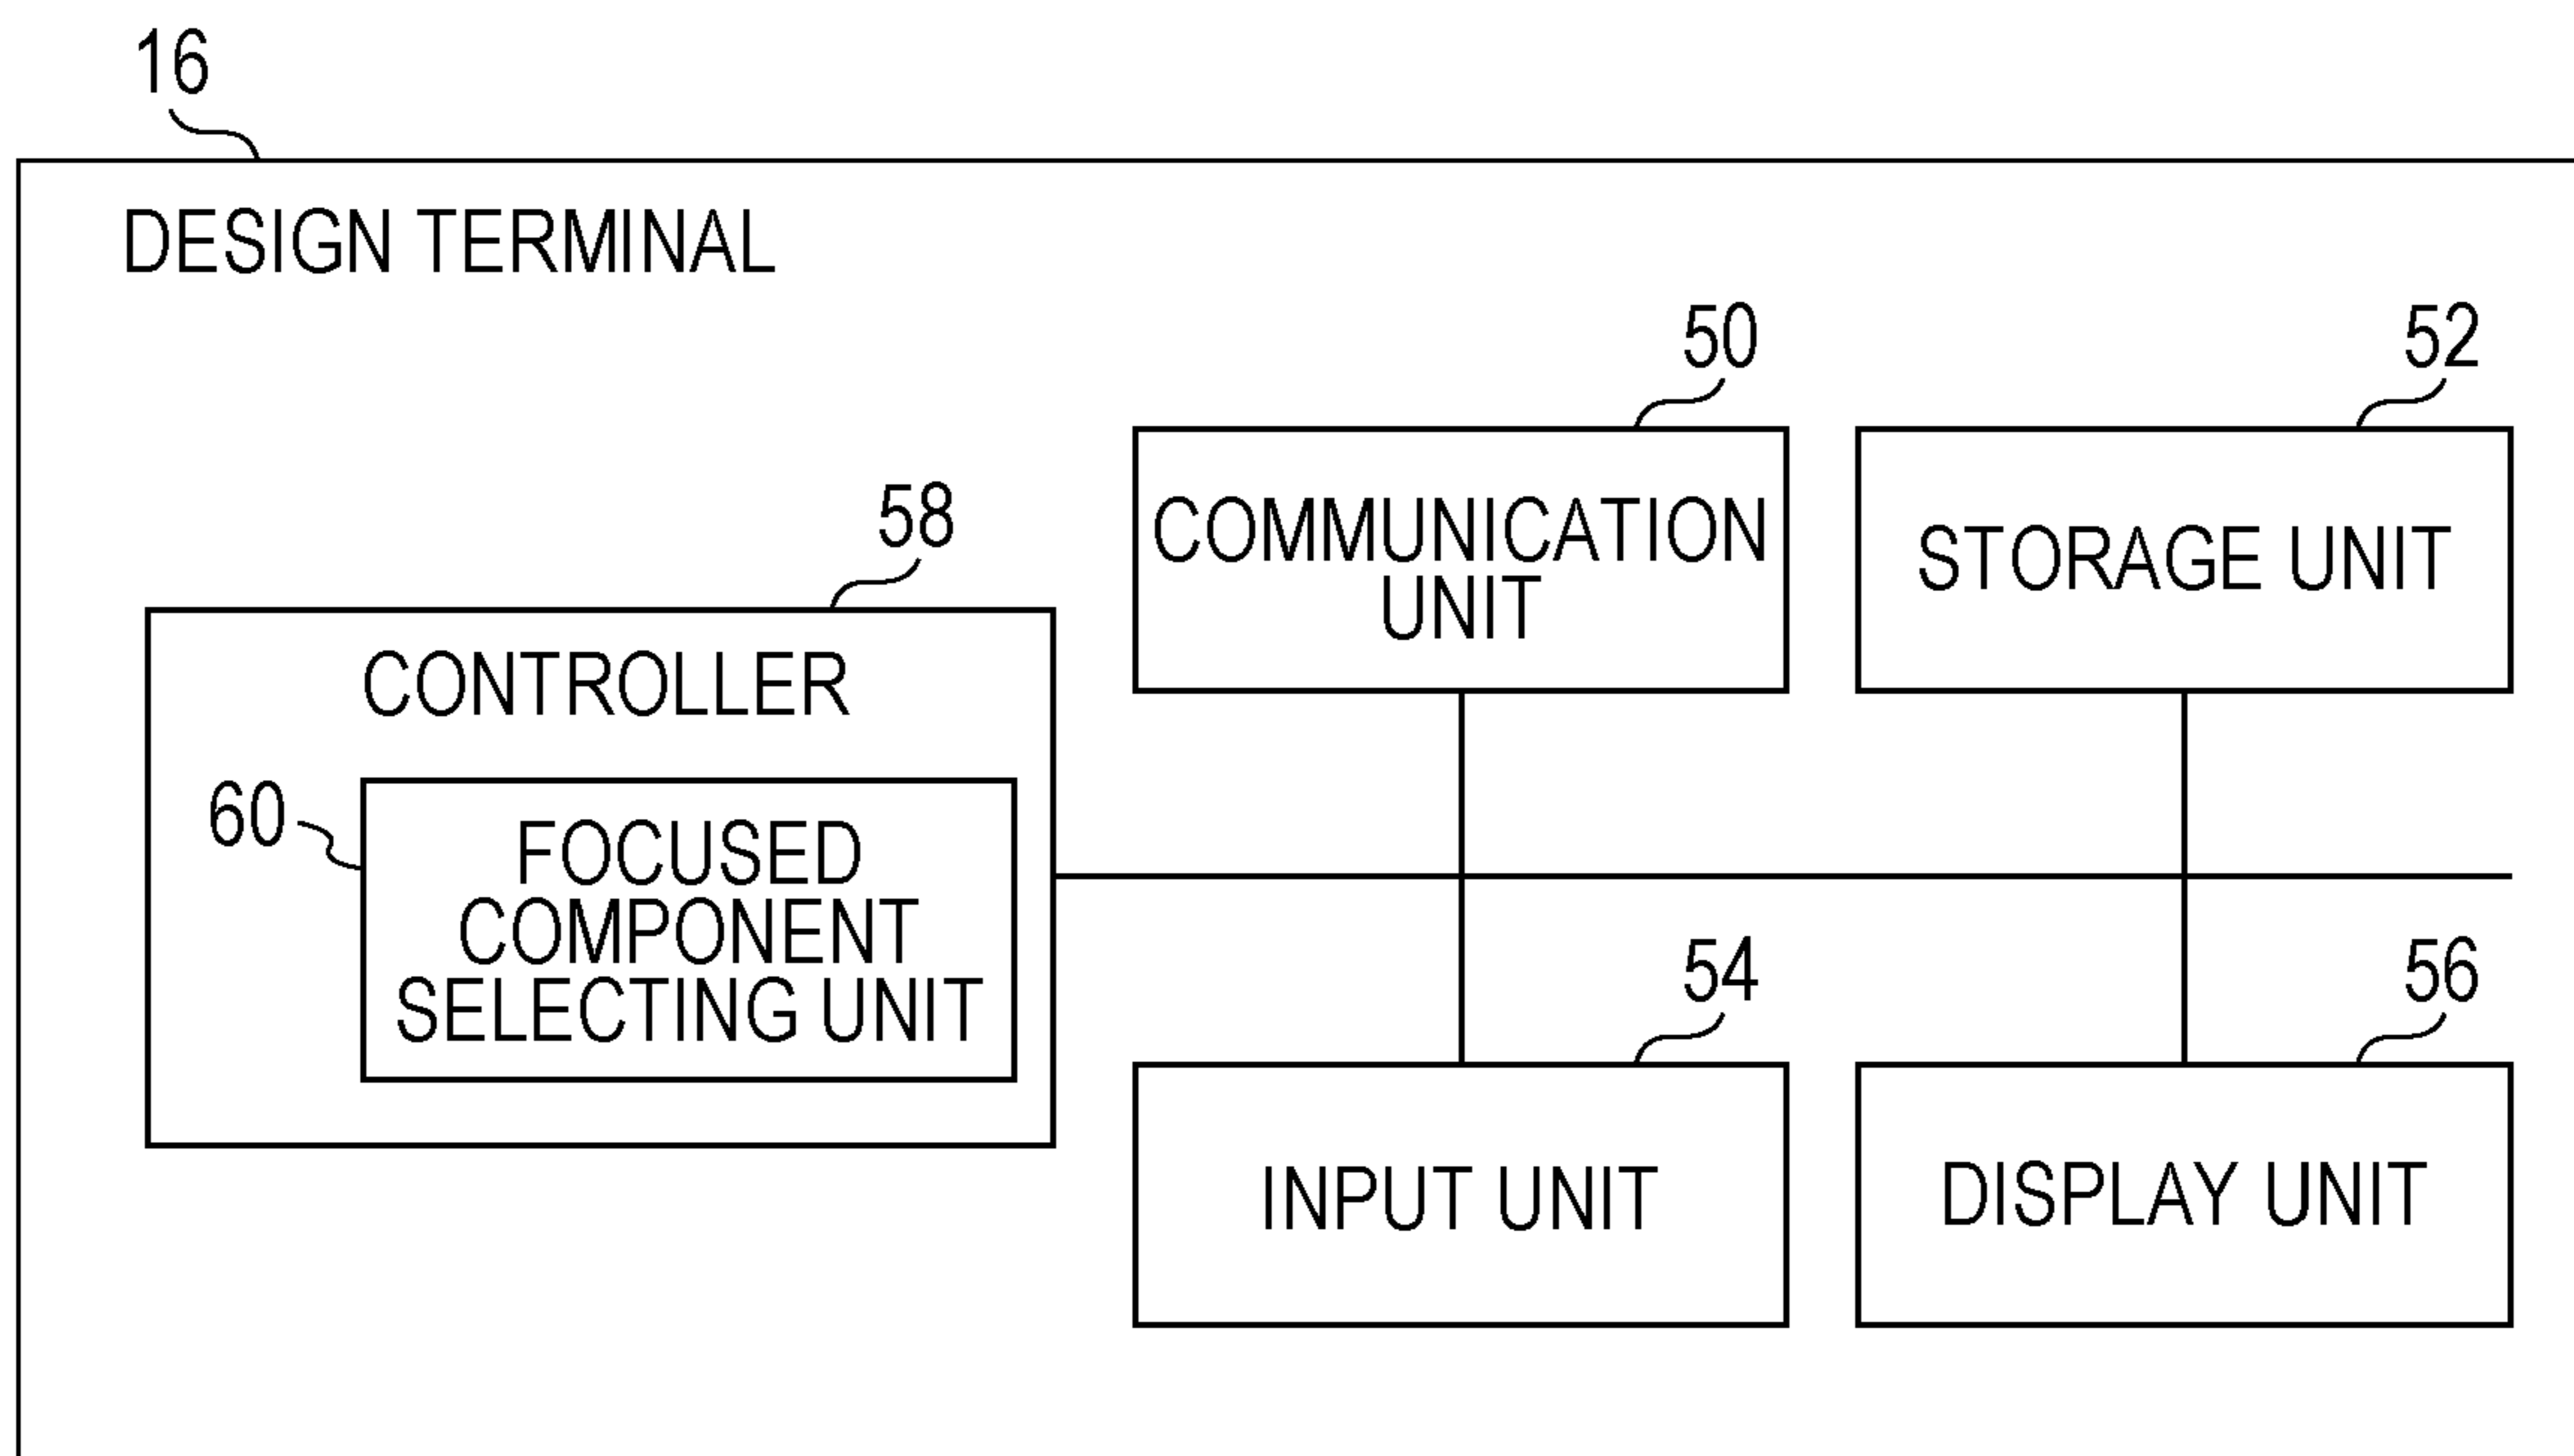 16
DESIGN TERMINAL
50
52
COMMUNICATION
UNIT
STORAGE UNIT
58
CONTROLLER
60
FOCUSED
COMPONENT
SELECTING UNIT
54
56
INPUT UNIT
DISPLAY UNIT